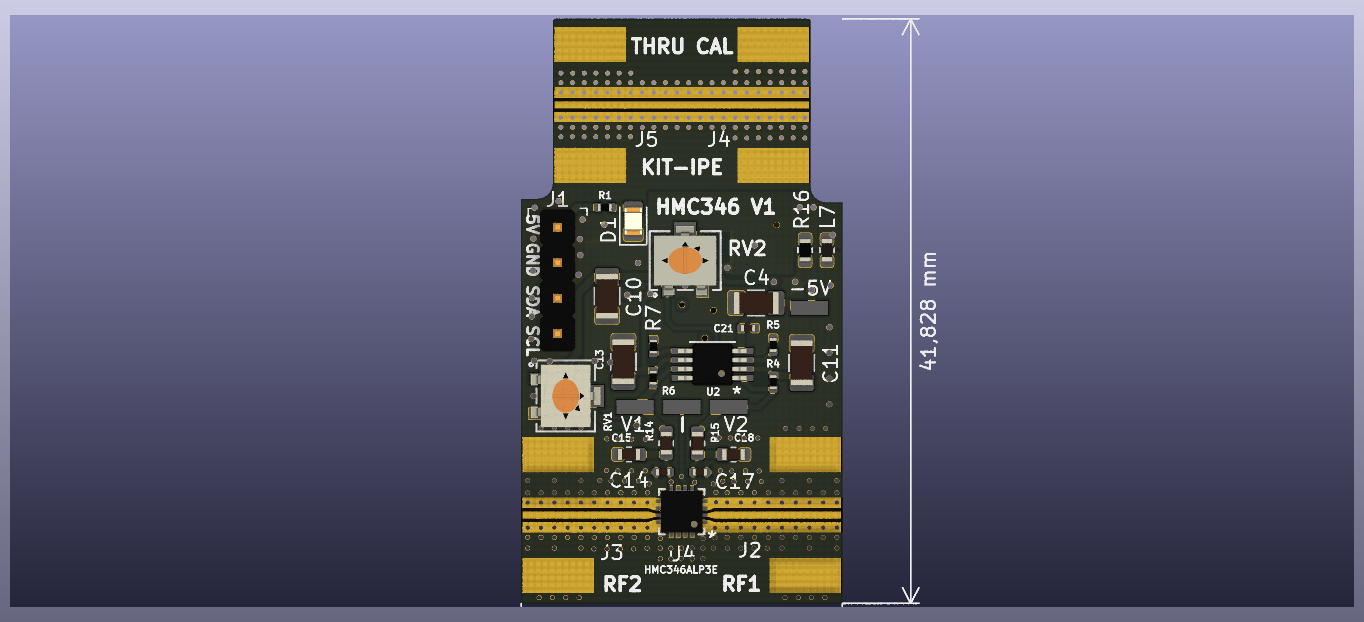 THRU CAL
J5 J4
KIT-IPE
J1 R1 HMC346 V1 R16 L7
5V GND SDA SCL
D1 RV2
C4
C10 -5V
R7 C21 R5
C13 R4 C11
R6 U2 *
RV1 V1 I V2
R14 R15
C15 C18
C14 C17
*
J3 U4 J2
HMC346ALP3E
RF2 RF1
41,828 mm